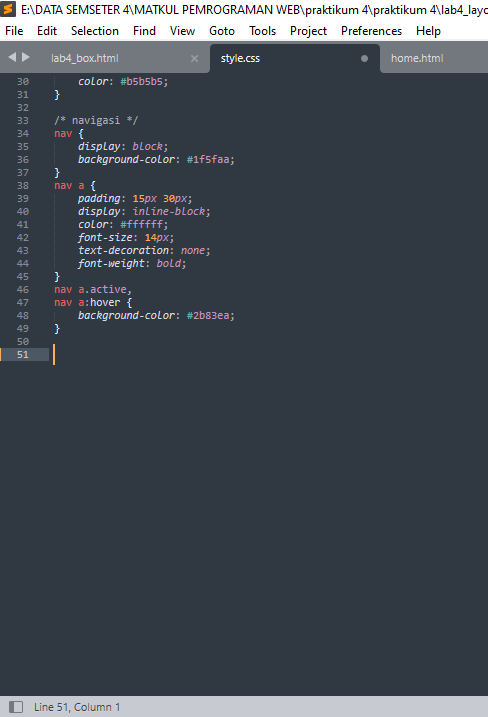 E:\DATA SEMSETER 4\MATKUL PEMROGRAMAN WEB\praktikum 4\praktikum 4\lab4_layo
File Edit Selection Find View Goto Tools Project Preferences Help
lab4_box.html × style.css home.html
30 color: #b5b5b5;
31 }
32
33 /* navigasi */
34 nav {
35 display: block;
36 background-color: #1f5faa;
37 }
38 nav a {
39 padding: 15px 30px;
40 display: inline-block;
41 color: #ffffff;
42 font-size: 14px;
43 text-decoration: none;
44 font-weight: bold;
45 }
46 nav a.active,
47 nav a:hover {
48 background-color: #2b83ea;
49 }
50
51
Line 51, Column 1